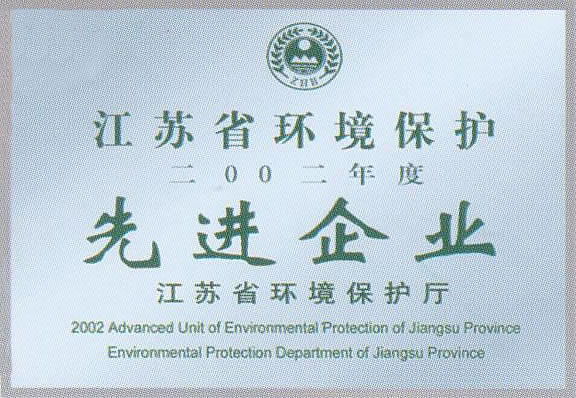 江苏省环境保护
二00二年度
先进企业
江苏省环境保护厅
2002 Advanced Unit of Environmental Protection of Jiangsu Province
Environmental Protection Department of Jiangsu Province